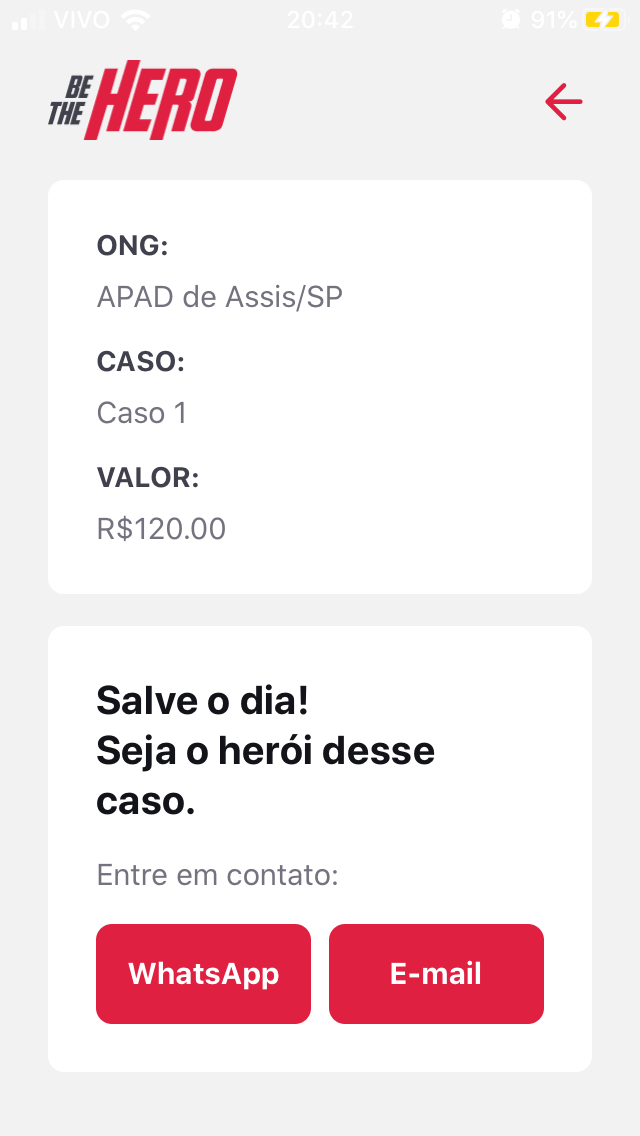 VIVO 20:42 91%
BE
THE HERO
ONG:
APAD de Assis/SP
CASO:
Caso 1
VALOR:
R$120.00
Salve o dia!
Seja o herói desse
caso.
Entre em contato:
WhatsApp E-mail